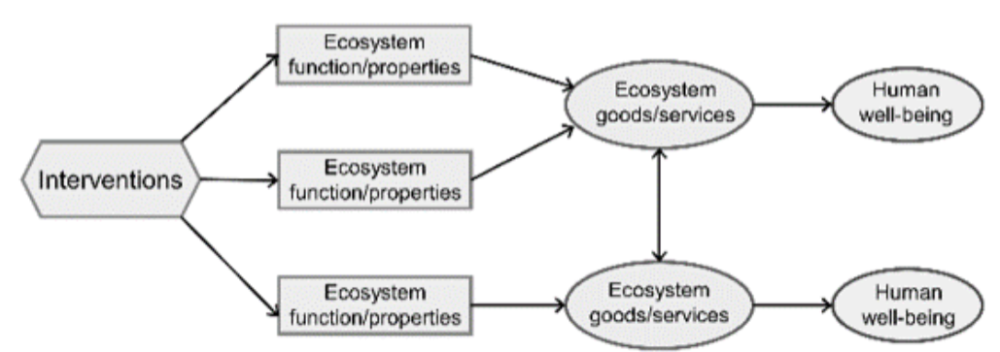 Ecosystem
function/properties
Ecosystem
goods/services
Human
well-being
Interventions
Ecosystem
function/properties
Ecosystem
function/properties
Ecosystem
goods/services
Human
well-being